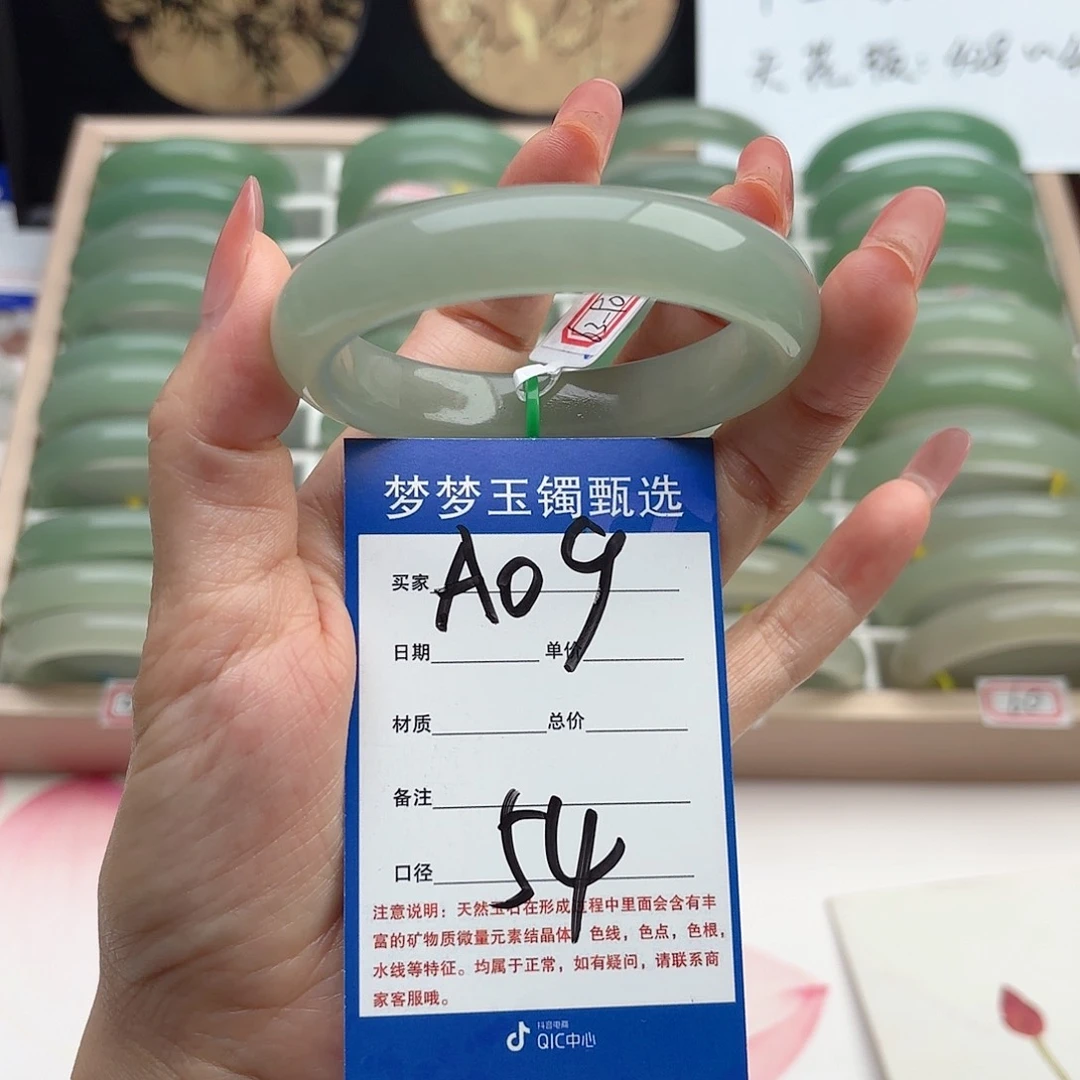 天花板：498
梦梦玉镯甄选
买家 A09
日期 单价
材质 总价
备注
口径 54
注意说明：天然玉石在形成过程中里面会含有丰
富的矿物质微量元素结晶体，色线，色点，色根，
水线等特征。均属于正常，如有疑问，请联系商
家客服哦。
抖音电商
QIC中心